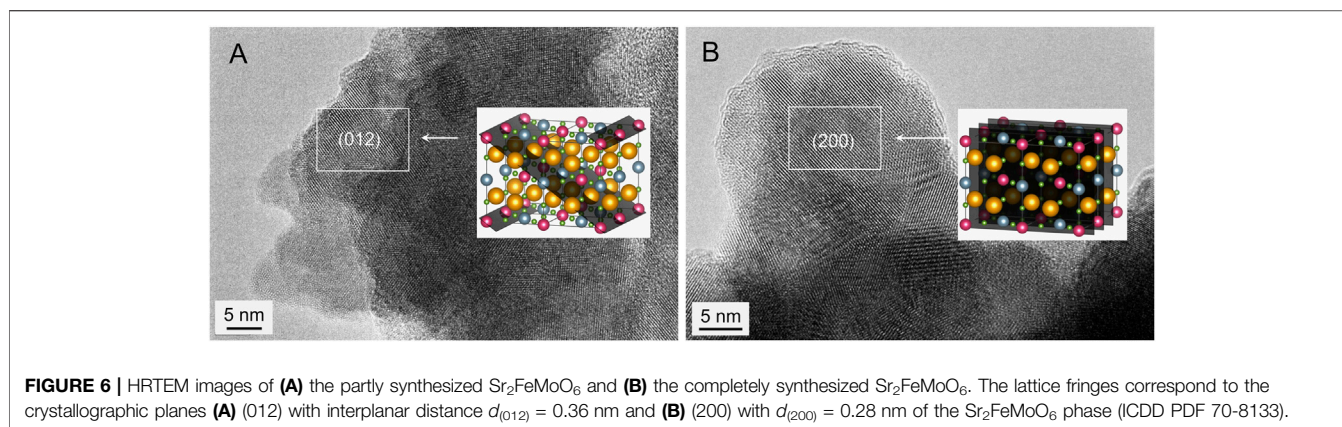 A
(012)
5 nm
B
(200)
5 nm
FIGURE 6 | HRTEM images of (A) the partly synthesized Sr₂FeMoO₆ and (B) the completely synthesized Sr₂FeMoO₆. The lattice fringes correspond to the
crystallographic planes (A) (012) with interplanar distance d₍₀₁₂₎ = 0.36 nm and (B) (200) with d₍₂₀₀₎ = 0.28 nm of the Sr₂FeMoO₆ phase (ICDD PDF 70-8133).